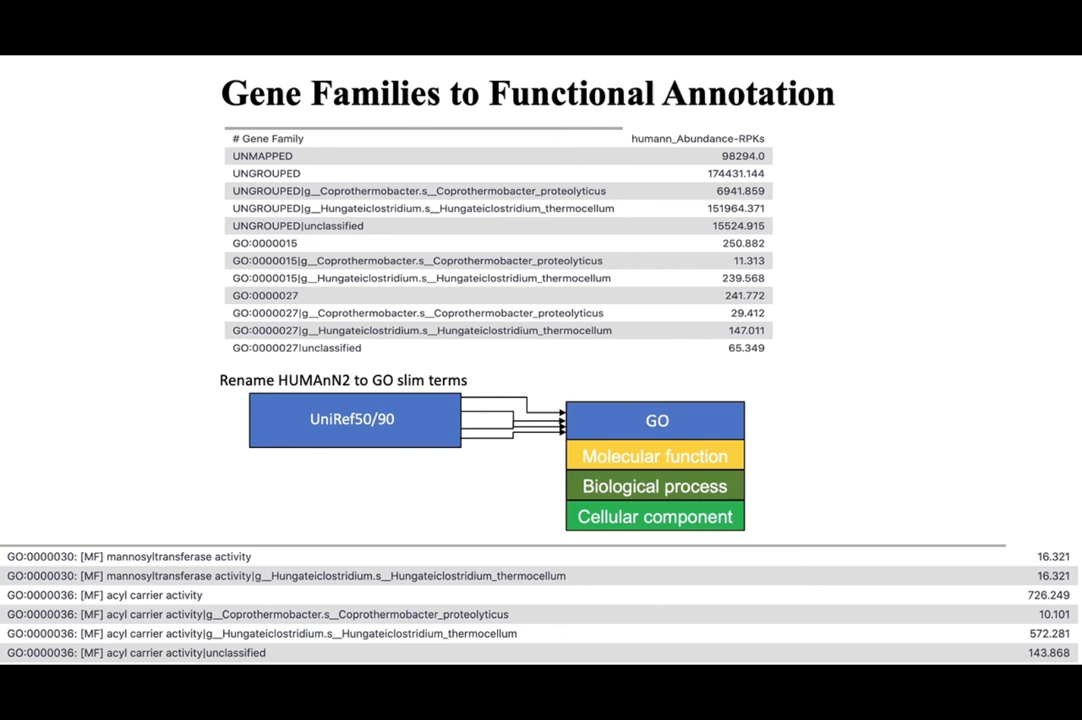 Gene Families to Functional Annotation
# Gene Family humann_Abundance-RPKs
UNMAPPED 98294.0
UNGROUPED 174431.144
UNGROUPED|g__Coprothermobacter.s__Coprothermobacter_proteolyticus 6941.859
UNGROUPED|g__Hungateiclostridium.s__Hungateiclostridium_thermocellum 151964.371
UNGROUPED|unclassified 15524.915
GO:0000015 250.882
GO:0000015|g__Coprothermobacter.s__Coprothermobacter_proteolyticus 11.313
GO:0000015|g__Hungateiclostridium.s__Hungateiclostridium_thermocellum 239.568
GO:0000027 241.772
GO:0000027|g__Coprothermobacter.s__Coprothermobacter_proteolyticus 29.412
GO:0000027|g__Hungateiclostridium.s__Hungateiclostridium_thermocellum 147.011
GO:0000027|unclassified 65.349
Rename HUMAnN2 to GO slim terms
UniRef50/90
GO
Molecular function
Biological process
Cellular component
GO:0000030: [MF] mannosyltransferase activity 16.321
GO:0000030: [MF] mannosyltransferase activity|g__Hungateiclostridium.s__Hungateiclostridium_thermocellum 16.321
GO:0000036: [MF] acyl carrier activity 726.249
GO:0000036: [MF] acyl carrier activity|g__Coprothermobacter.s__Coprothermobacter_proteolyticus 10.101
GO:0000036: [MF] acyl carrier activity|g__Hungateiclostridium.s__Hungateiclostridium_thermocellum 572.281
GO:0000036: [MF] acyl carrier activity|unclassified 143.868